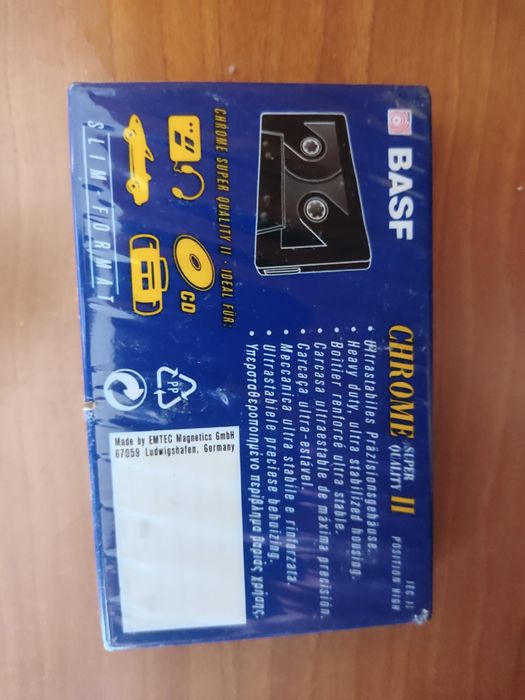 BASF
CHROME SUPER QUALITY II
IEC II
POSITION HIGH
• Ultrastabiles Präzisionsgehäuse.
• Heavy duty, ultra stabilized housing.
• Boîtier renforcé ultra stable.
• Carcasa ultraestable de máxima precisión.
• Carcaça ultra-estável.
• Meccanica ultra stabile e rinforzata.
• Ultrastabiele preciese behuizing.
• Υπερσταθεροποιημένο περίβλημα βαριάς χρήσης.
CHROME SUPER QUALITY II · IDEAL FÜR:
CD
SLIM-FORMAT
PP
Made by EMTEC Magnetics GmbH
67059 Ludwigshafen, Germany